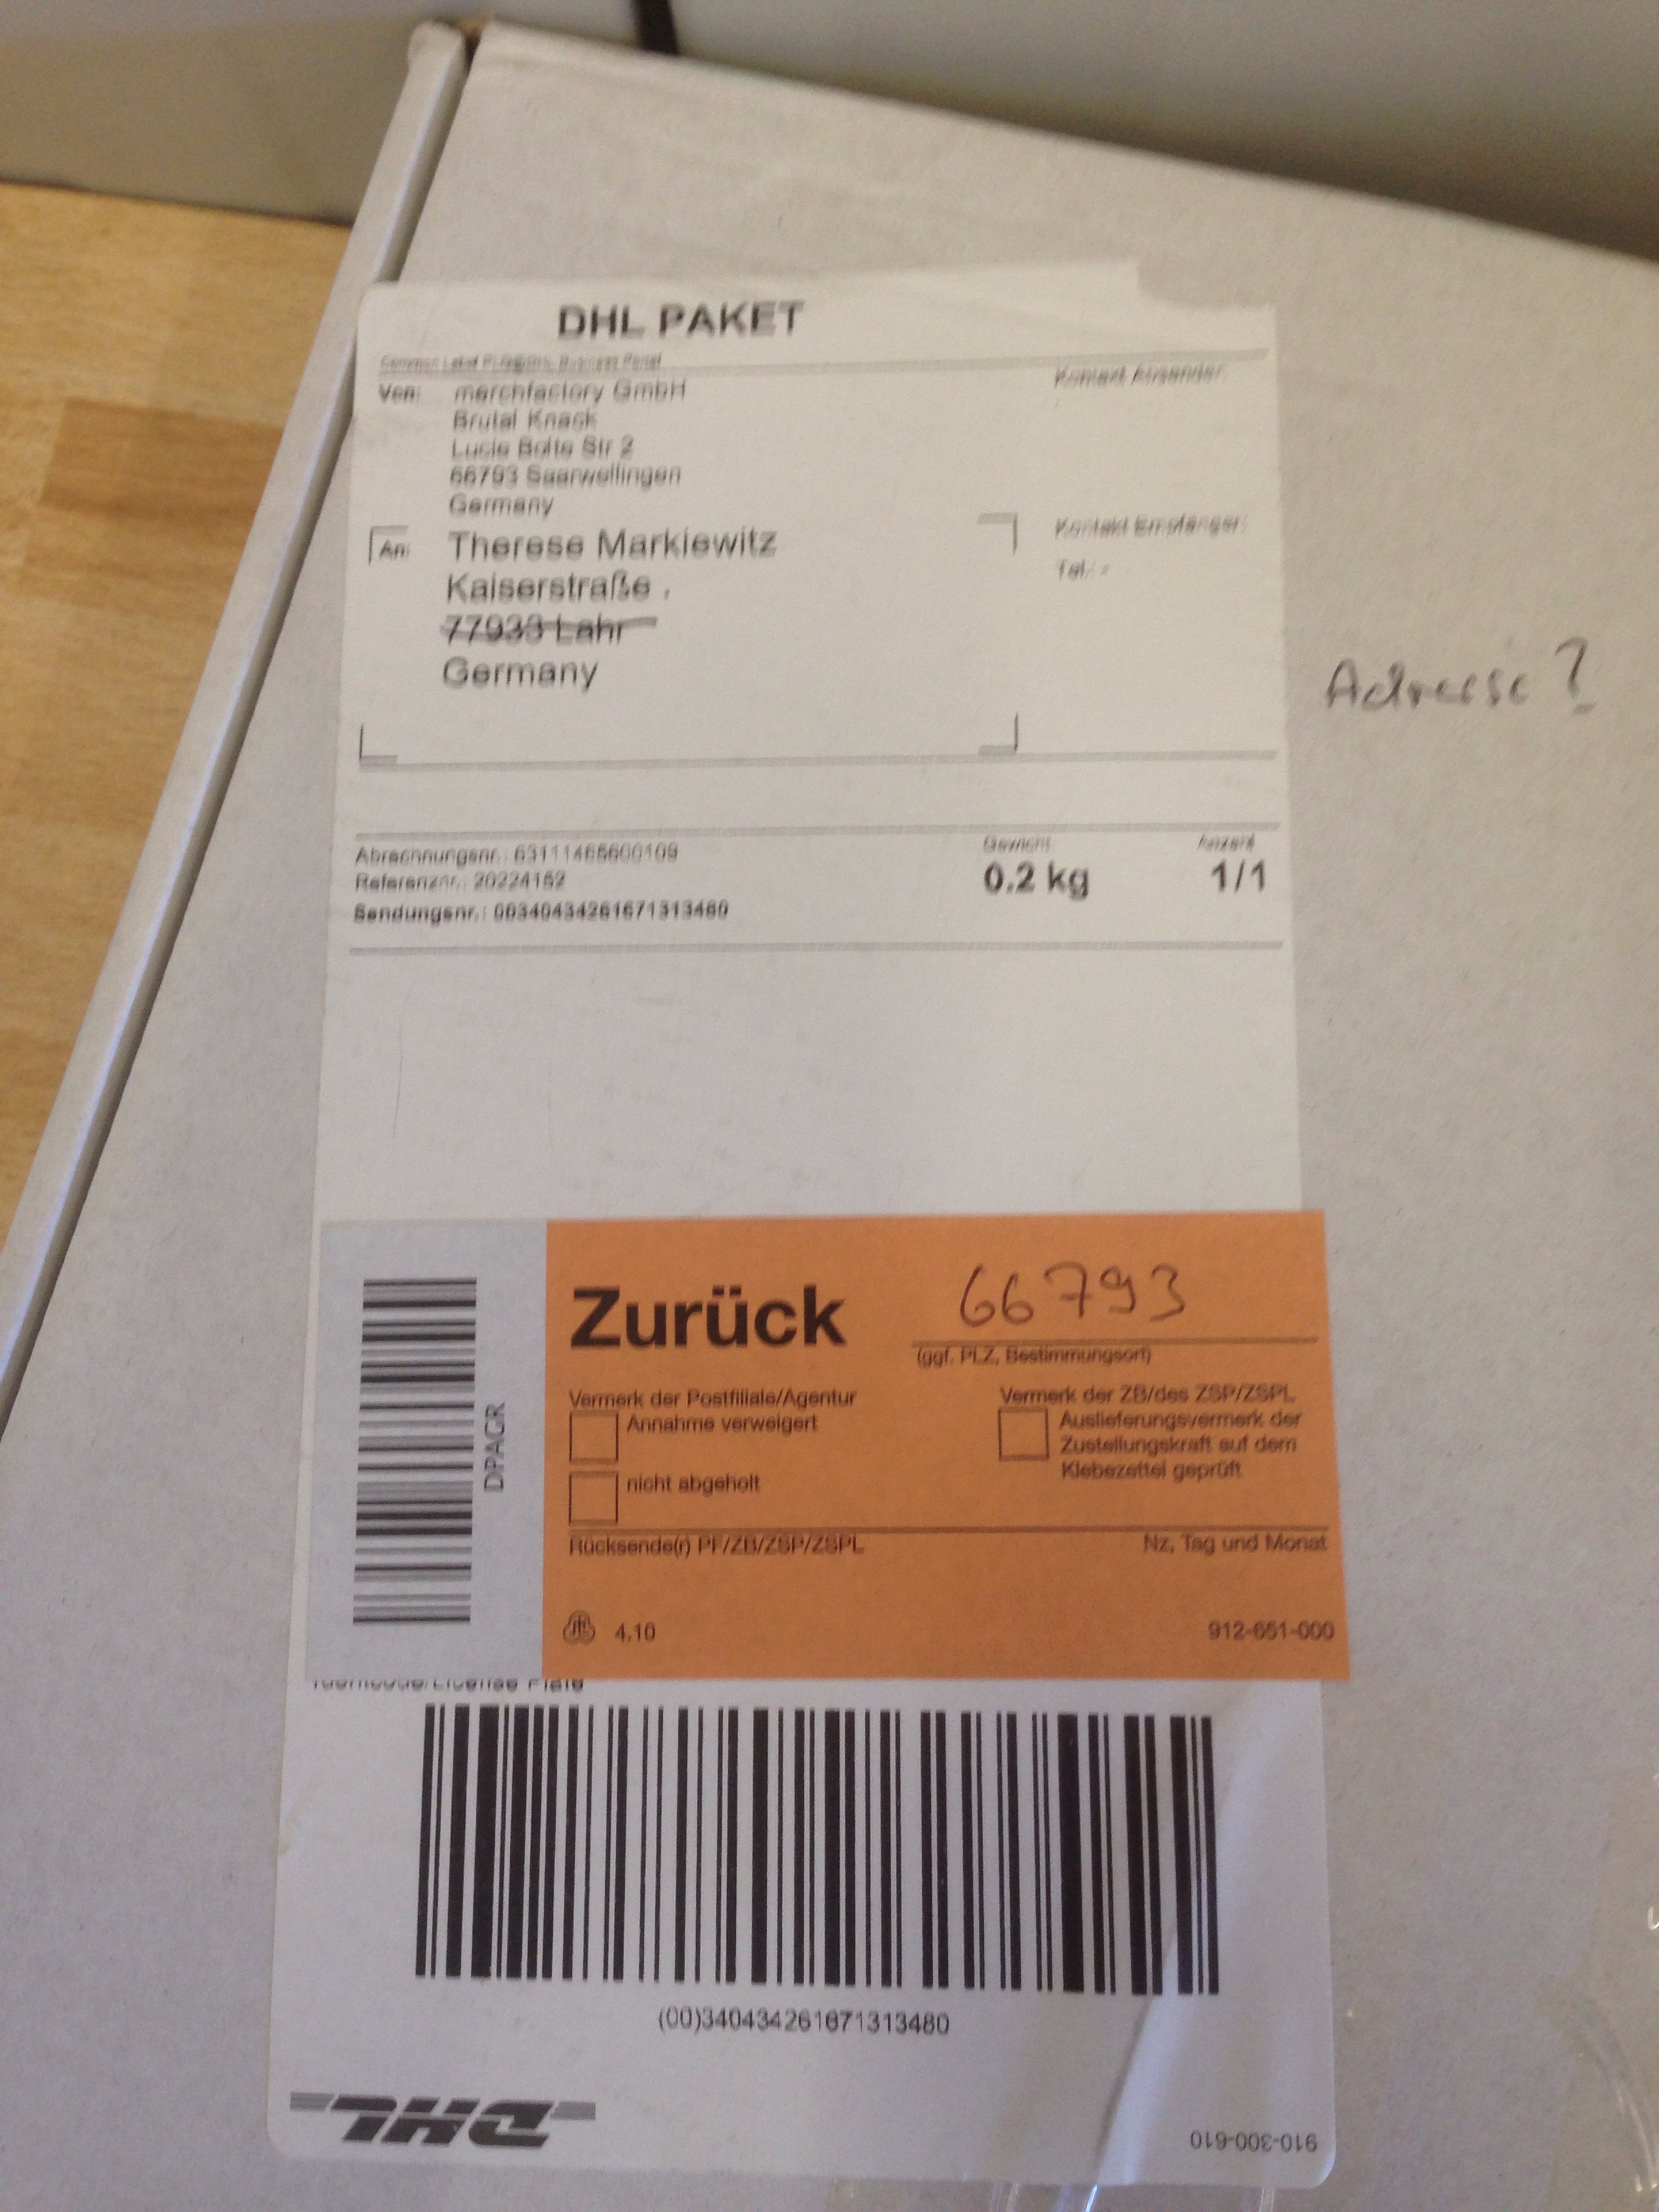 DHL PAKET
Von: merchfactory GmbH
Brutal Knack
Lucie Bolte Str 2
66793 Saarwellingen
Germany
Kontakt Absender:
An: Therese Markiewitz
Kaiserstraße .
77933 Lahr
Germany
Kontakt Empfänger:
Tel.: -
Adresse ?
Abrechnungsnr.: 63111465600109
Referenznr.: 20224152
Sendungsnr.: 00340434261671313480
Gewicht
0.2 kg
Anzahl
1/1
Zurück
66793
(ggf. PLZ, Bestimmungsort)
Vermerk der Postfiliale/Agentur
Annahme verweigert
nicht abgeholt
Vermerk der ZB/des ZSP/ZSPL
Auslieferungsvermerk der
Zustellungskraft auf dem
Klebezettel geprüft
Rücksende(r) PF/ZB/ZSP/ZSPL
Nz, Tag und Monat
4.10
912-651-000
DPAGR
Identcode/License Plate
(00)340434261671313480
DHL
910-300-610